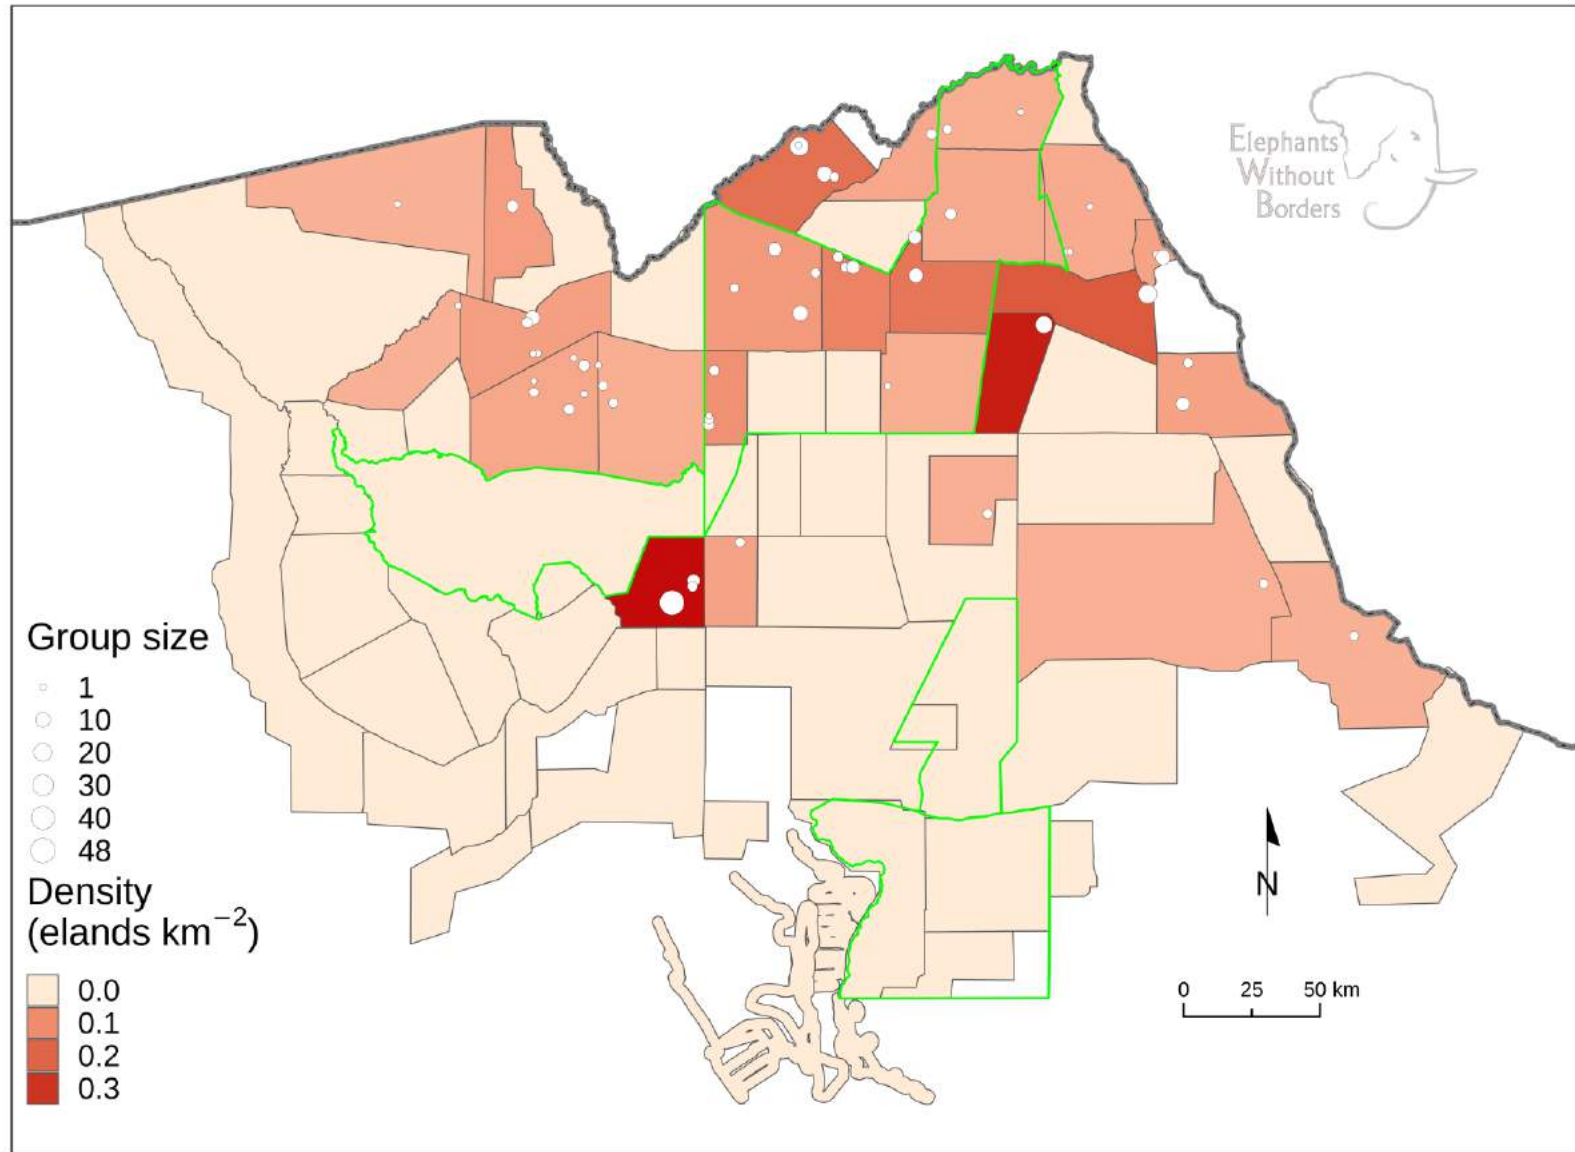 Elephants
Without
Borders
Group size
1
10
20
30
40
48
Density
(elands km−2)
0.0
0.1
0.2
0.3
N
0 25 50 km